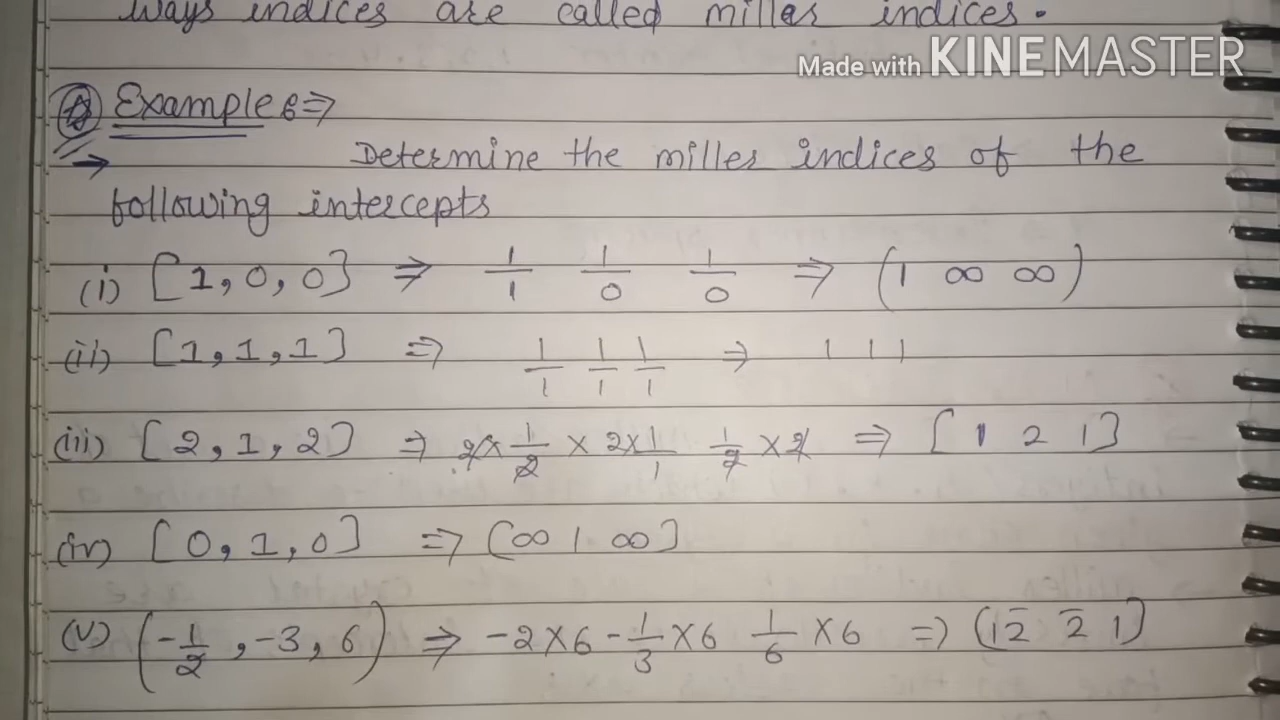 Ways indices are called miller indices.
Made with KINEMASTER
Examples ⇒
→ Determine the miller indices of the
following intercepts
(i) [1, 0, 0] ⇒ 1/1 1/0 1/0 ⇒ (1 ∞ ∞)
(ii) [1, 1, 1] ⇒ 1/1 1/1 1/1 ⇒ 1 1 1
(iii) [2, 1, 2] ⇒ 2 × 1/2 × 2 × 1/1 1/2 × 2 ⇒ [1 2 1]
(iv) [0, 1, 0] ⇒ [∞ 1 ∞]
(v) (-1/2, -3, 6) ⇒ -2 × 6 - 1/3 × 6 1/6 × 6 ⇒ (12̅ 2̅ 1)